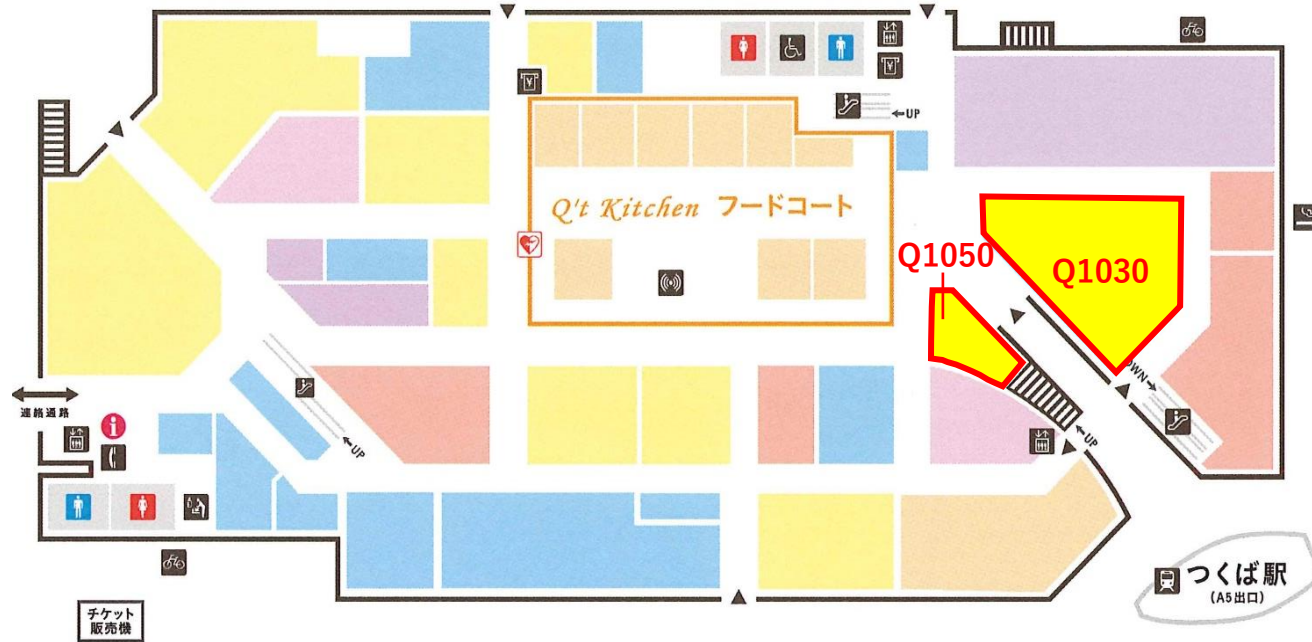 ←UP
Q't Kitchen フードコート
Q1050
Q1030
DOWN→
連絡通路
←UP
←UP
つくば駅
(A5出口)
チケット
販売機